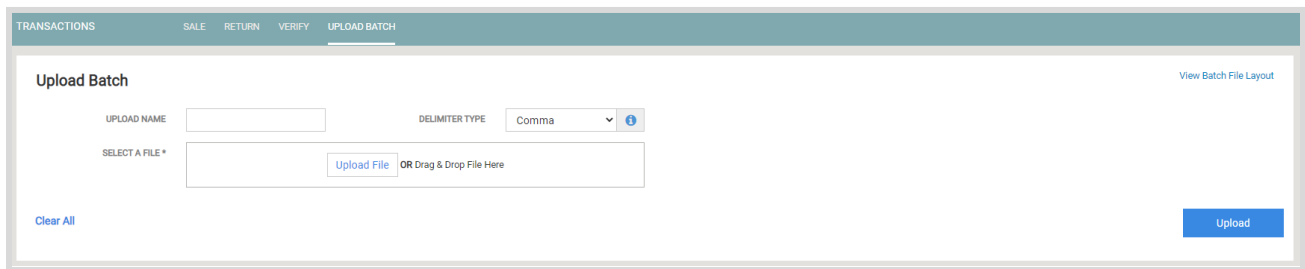 TRANSACTIONS SALE RETURN VERIFY UPLOAD BATCH
Upload Batch View Batch File Layout
UPLOAD NAME DELIMITER TYPE Comma
SELECT A FILE * Upload File OR Drag & Drop File Here
Clear All Upload